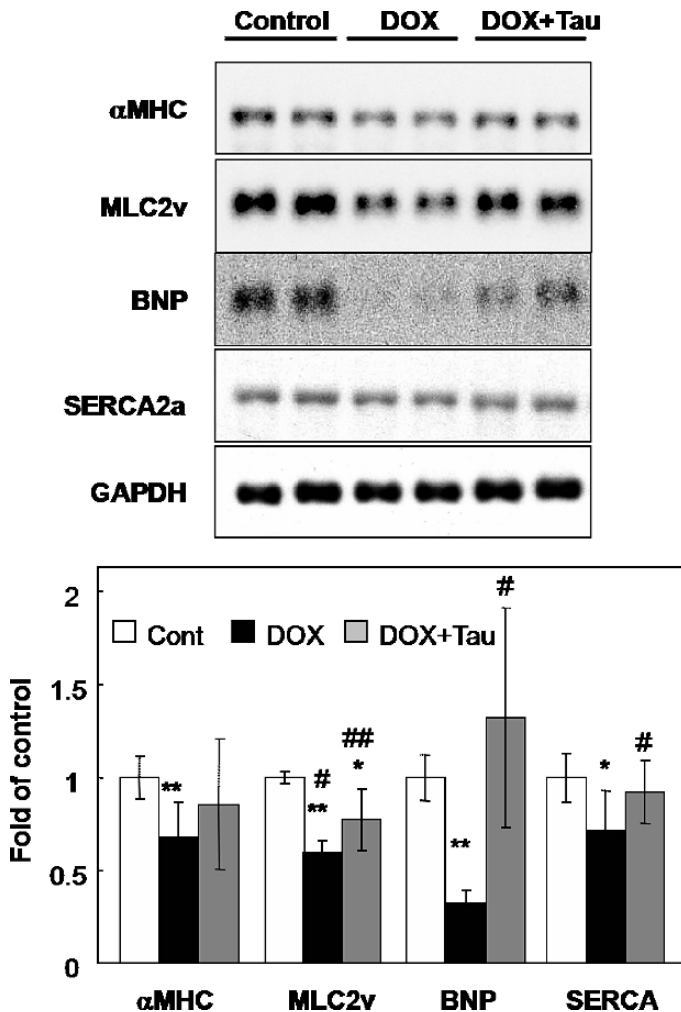 Control DOX DOX+Tau
αMHC
MLC2v
BNP
SERCA2a
GAPDH
Fold of control
2
1.5
1
0.5
0
Cont DOX DOX+Tau
** # ** ## * ** # * #
αMHC MLC2v BNP SERCA